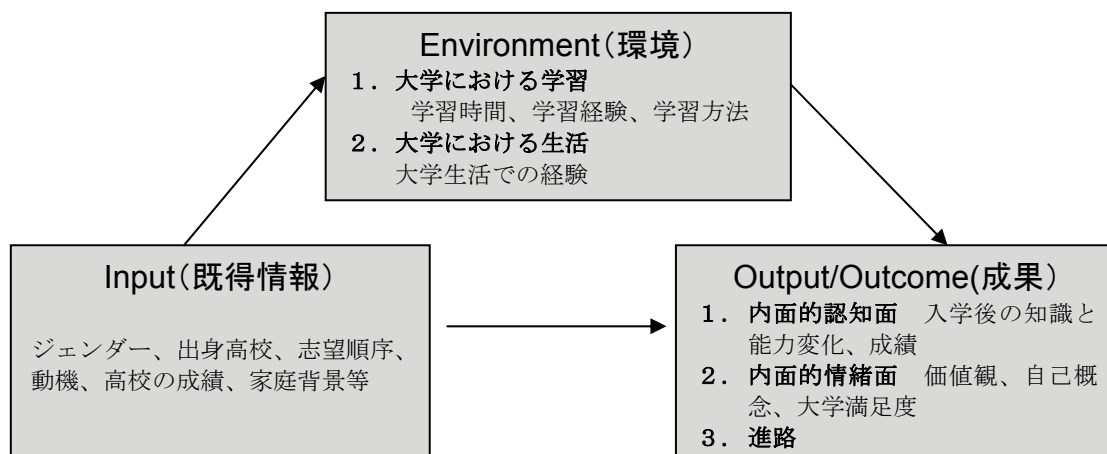 Environment（環境）
１．大学における学習
学習時間、学習経験、学習方法
２．大学における生活
大学生活での経験
Input（既得情報）
ジェンダー、出身高校、志望順序、
動機、高校の成績、家庭背景等
Output/Outcome(成果）
１．内面的認知面　入学後の知識と
能力変化、成績
２．内面的情緒面　価値観、自己概
念、大学満足度
３．進路